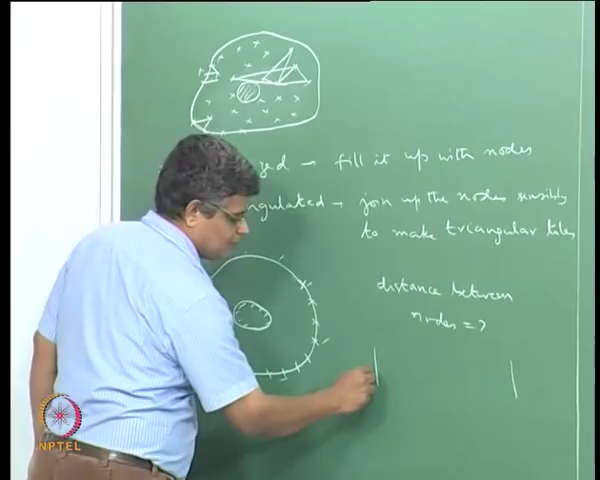 → fill it up with nodes
→ join up the nodes sensibly
to make triangular tiles
distance between
nodes = ?
NPTEL